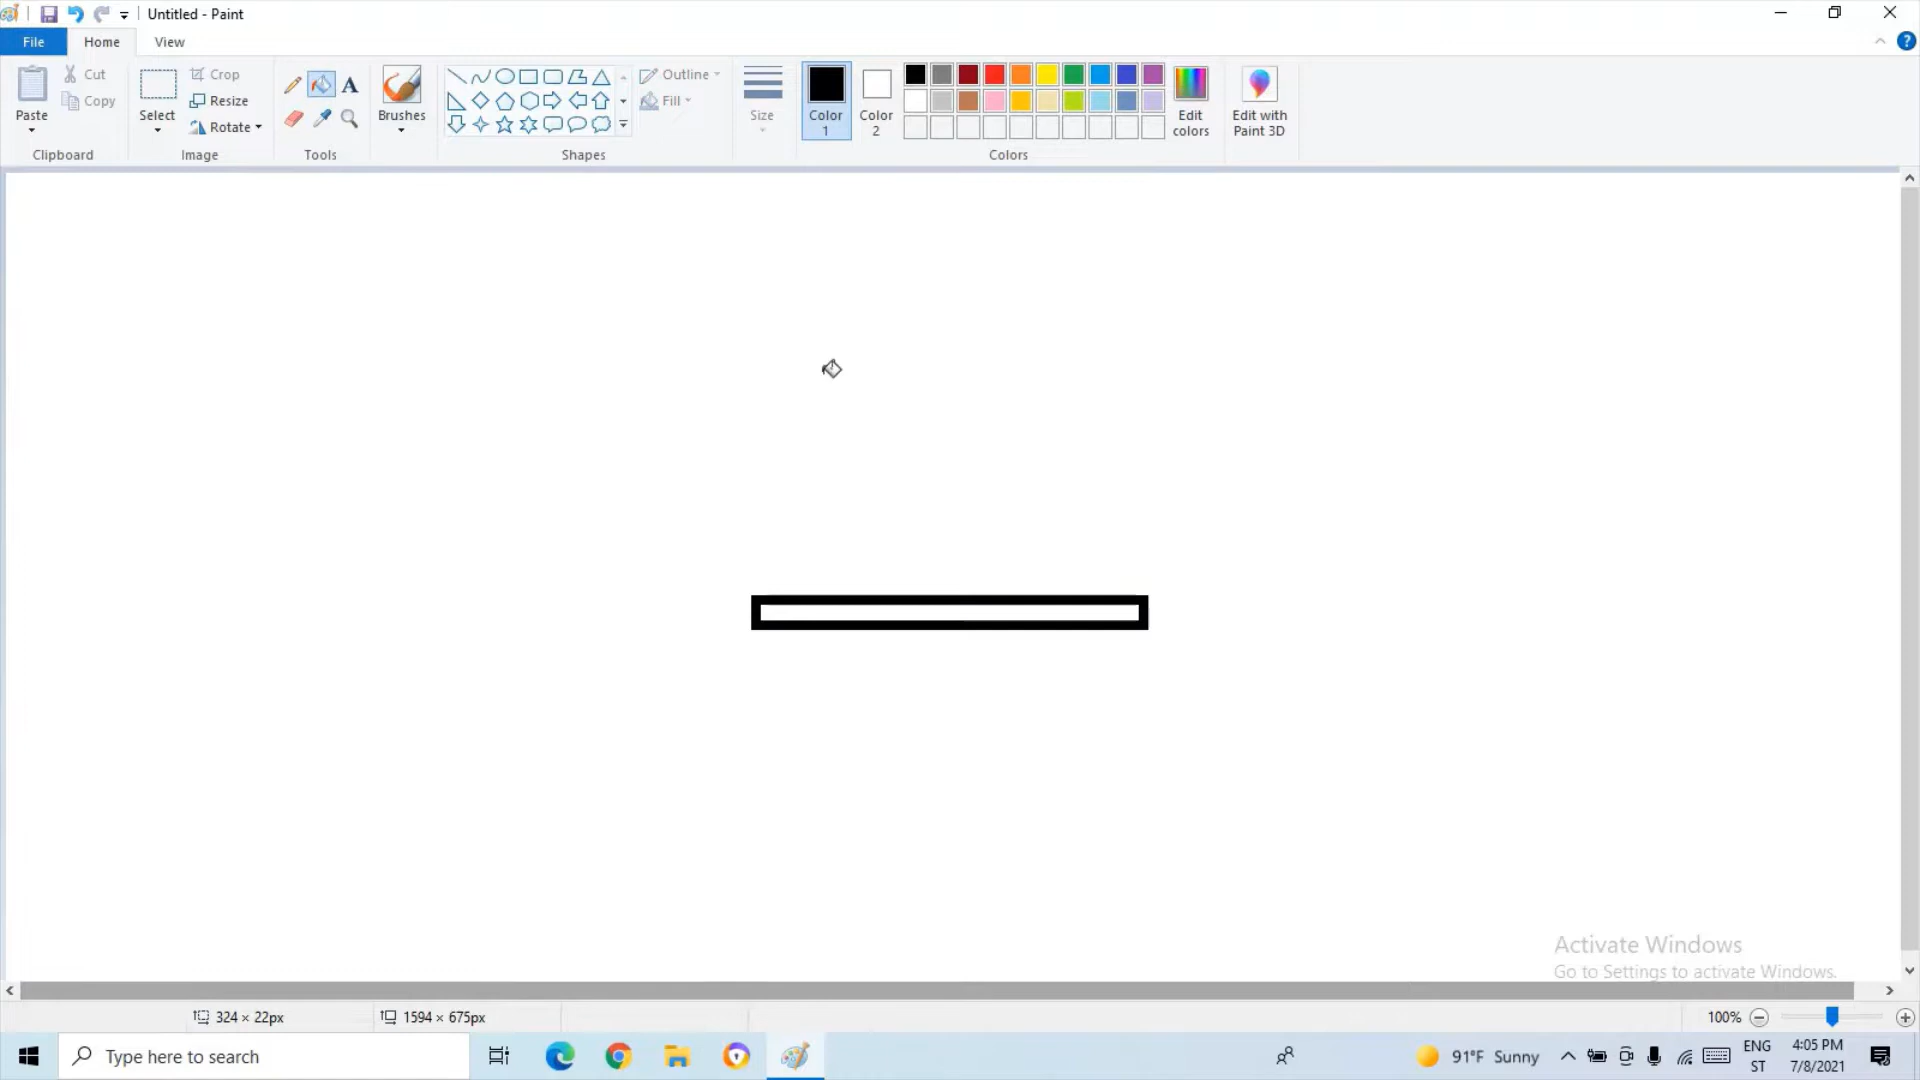 Untitled - Paint
File Home View
Paste
Cut
Copy
Clipboard
Select
Crop
Resize
Rotate
Image
A
Tools
Brushes
Shapes
Outline
Fill
Size
Color 1
Color 2
Colors
Edit colors
Edit with Paint 3D
Activate Windows
Go to Settings to activate Windows.
324 × 22px
1594 × 675px
100%
Type here to search
91°F Sunny
ENG
ST
4:05 PM
7/8/2021